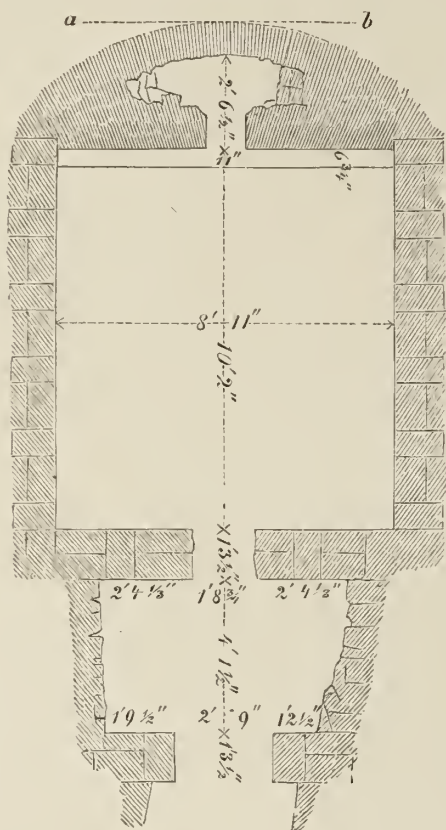 a b
2' 6½"
11"
6¾"
8' 11"
10' 2"
1' 3½"
2' 4⅓" 1' 8¾" 2' 4⅓"
4' 1½"
1' 9½" 2' 9" 1' 2½"
1' 3½"